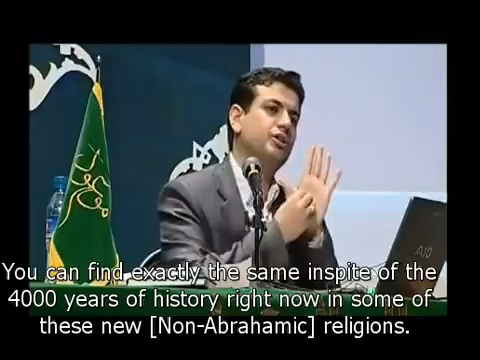 You can find exactly the same inspite of the
4000 years of history right now in some of
these new [Non-Abrahamic] religions.